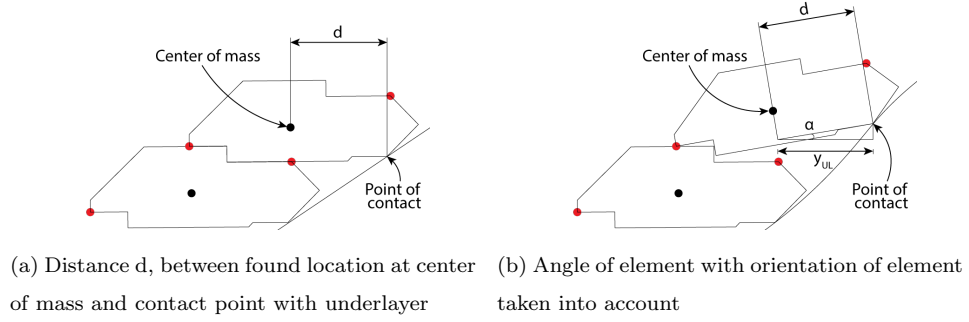 d
Center of mass
Point of
contact
d
Center of mass
α
y_UL
Point of
contact
(a) Distance d, between found location at center
of mass and contact point with underlayer
(b) Angle of element with orientation of element
taken into account